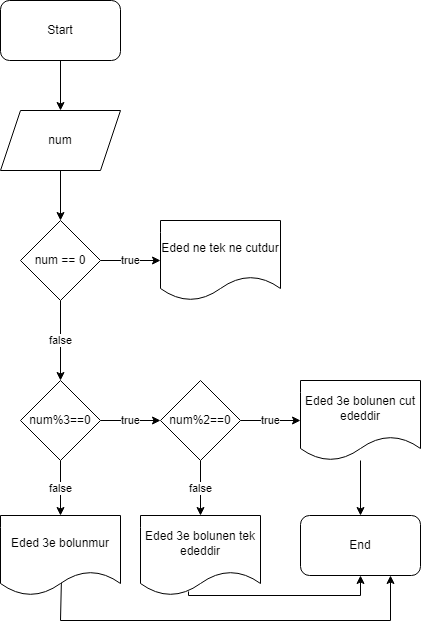 Start
num
num == 0
true
Eded ne tek ne cutdur
false
num%3==0
true
num%2==0
true
Eded 3e bolunen cut
ededdir
false
false
Eded 3e bolunmur
Eded 3e bolunen tek
ededdir
End